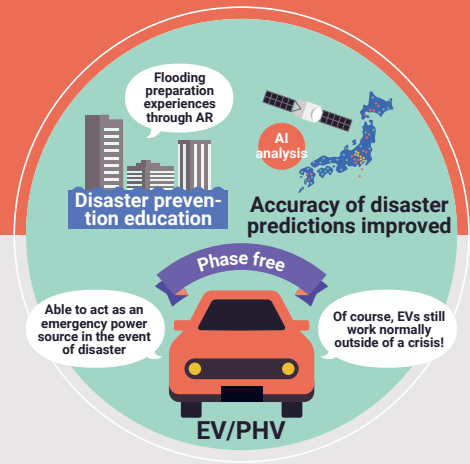 Flooding
preparation
experiences
through AR
Disaster preven-
tion education
AI
analysis
Accuracy of disaster
predictions improved
Phase free
Able to act as an
emergency power
source in the event
of disaster
Of course, EVs still
work normally
outside of a crisis!
EV/PHV